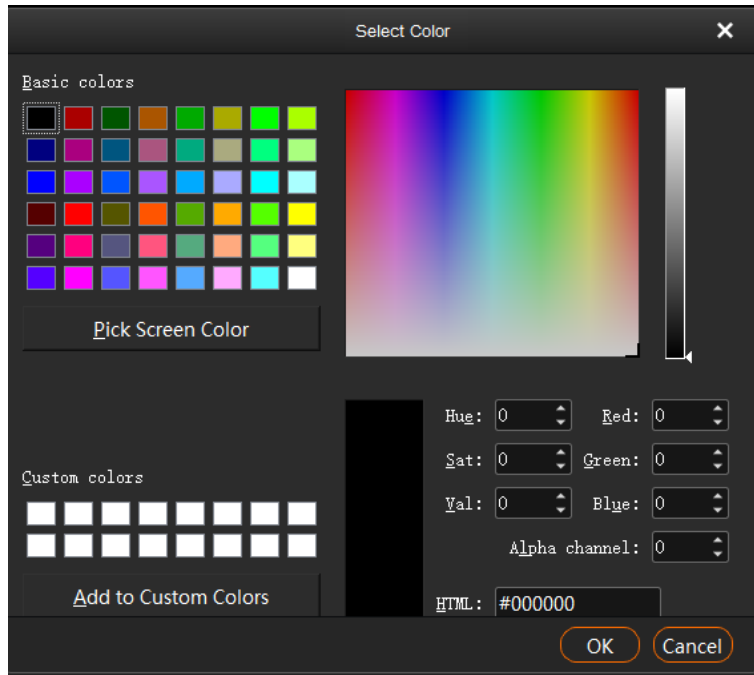 Select Color
Basic colors
Pick Screen Color
Custom colors
Add to Custom Colors
Hue: 0 Red: 0
Sat: 0 Green: 0
Val: 0 Blue: 0
Alpha channel: 0
HTML: #000000
OK Cancel